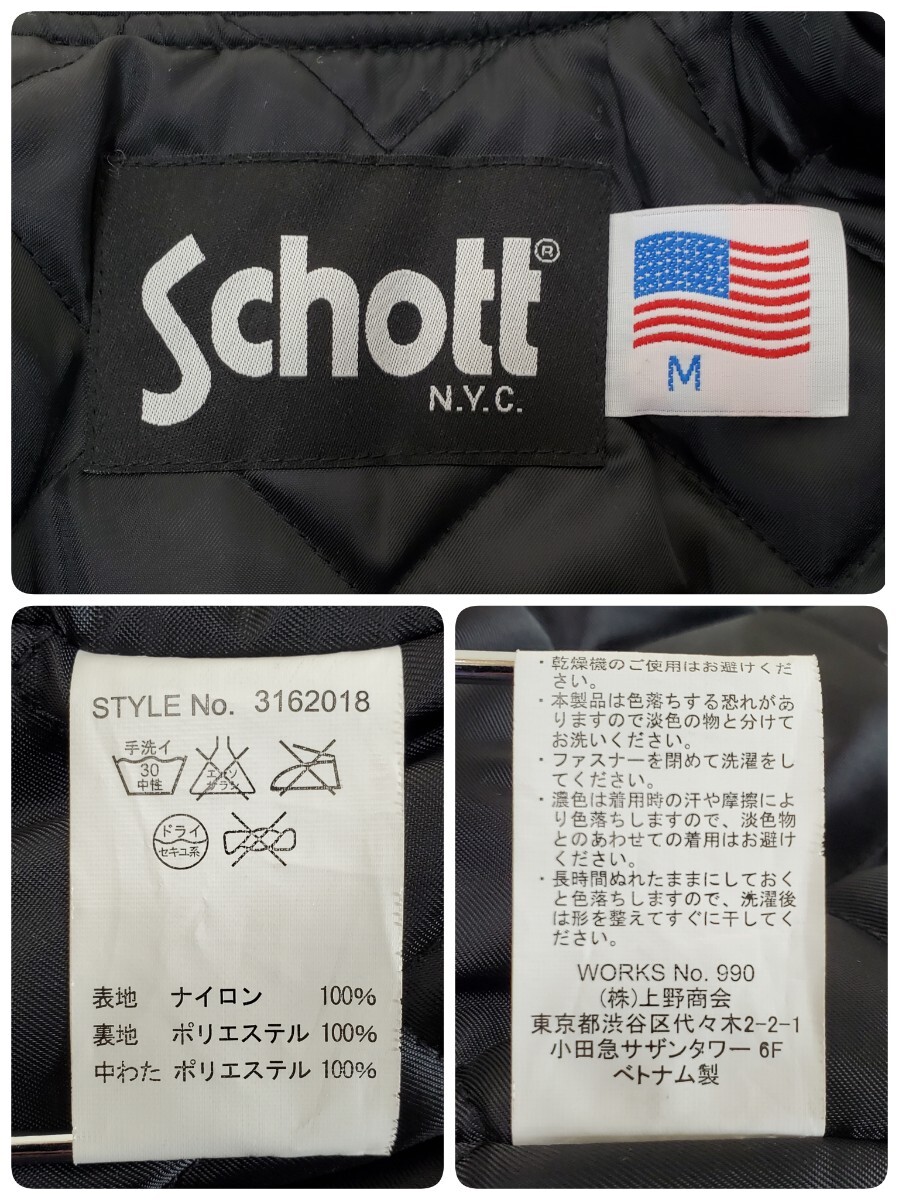 Schott®
N.Y.C.
M
STYLE No. 3162018
手洗イ
30
中性
エンソ
サラシ
ドライ
セキユ系
表地 ナイロン 100%
裏地 ポリエステル 100%
中わた ポリエステル 100%
・乾燥機のご使用はお避けくだ
さい。
・本製品は色落ちする恐れがあ
りますので淡色の物と分けて
お洗いください。
・ファスナーを閉めて洗濯をし
てください。
・濃色は着用時の汗や摩擦によ
り色落ちしますので、淡色物
とのあわせての着用はお避け
ください。
・長時間ぬれたままにしておく
と色落ちしますので、洗濯後
は形を整えてすぐに干してく
ださい。
WORKS No. 990
(株)上野商会
東京都渋谷区代々木2-2-1
小田急サザンタワー 6F
ベトナム製